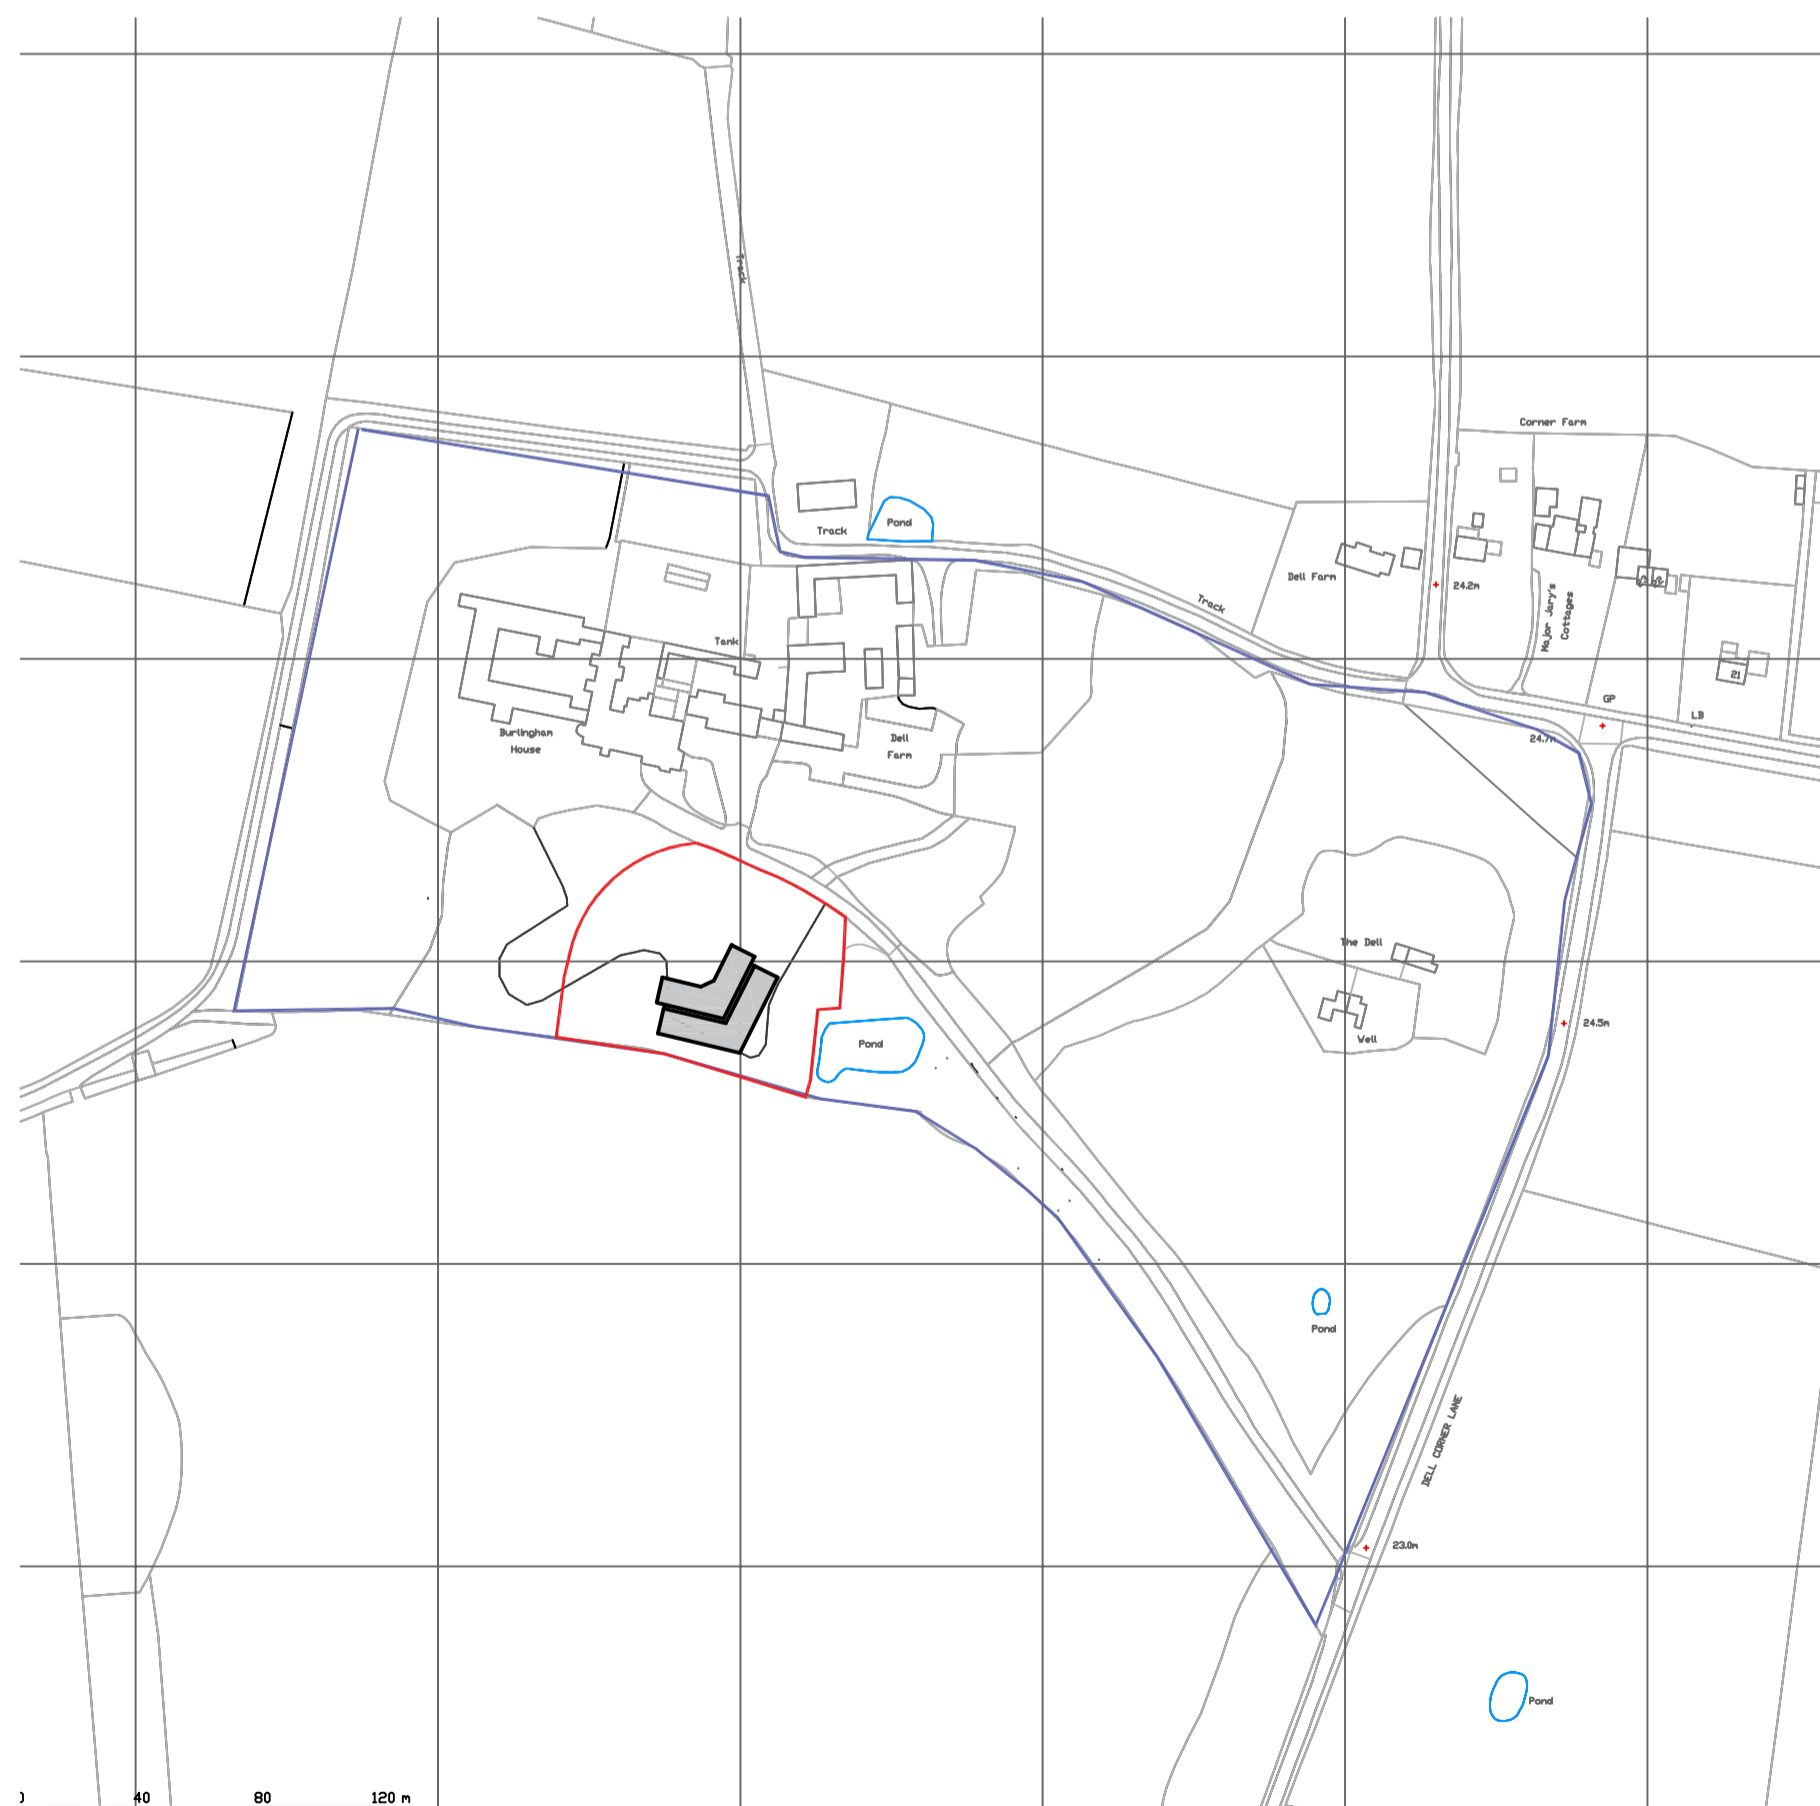 Track
Corner Farm
Pond
Track
Dell Farm
24.2m
Major Jary's
Cottages
Track
Tank
21
GP
LB
24.7m
Burlingham
House
Dell
Farm
The Dell
24.5m
Well
Pond
Pond
DELL CORNER LANE
23.0m
Pond
40 80 120 m